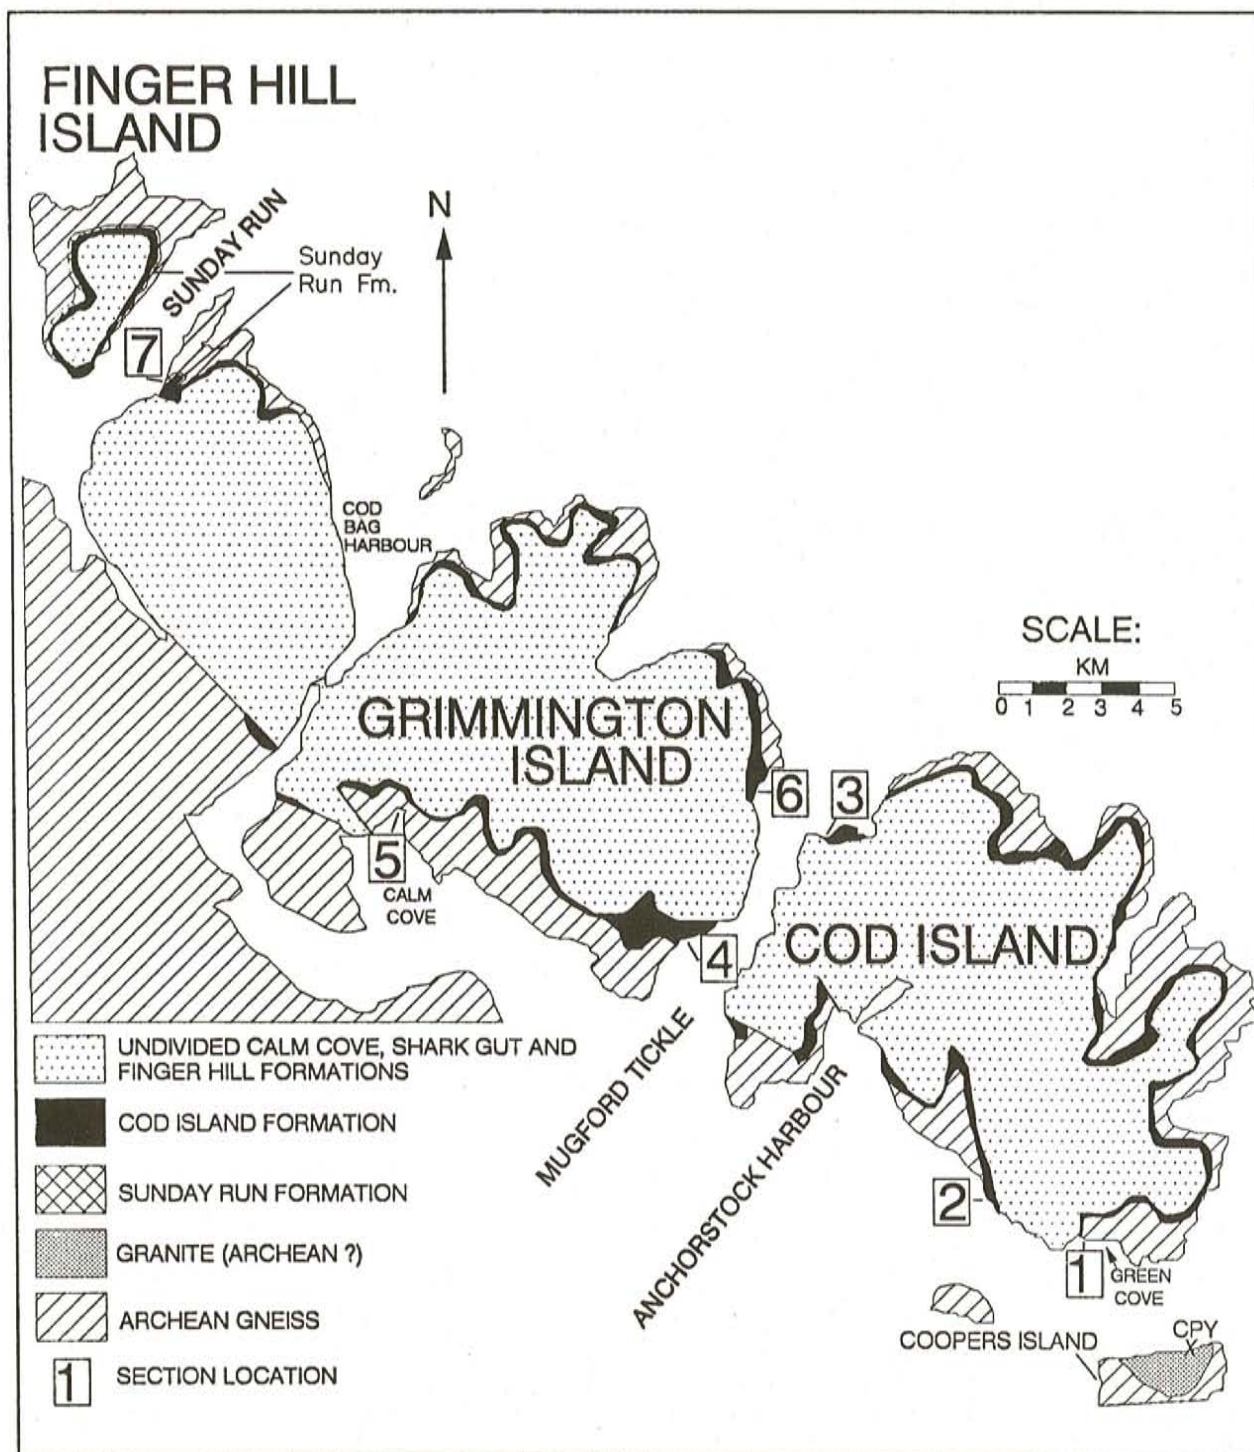 FINGER HILL
ISLAND
SUNDAY RUN
N
Sunday
Run Fm.
7
COD
BAG
HARBOUR
SCALE:
KM
0 1 2 3 4 5
GRIMMINGTON
ISLAND
6
3
5
CALM
COVE
COD ISLAND
4
MUGFORD TICKLE
ANCHORSTOCK HARBOUR
2
1
GREEN
COVE
COOPERS ISLAND
CPY
UNDIVIDED CALM COVE, SHARK GUT AND
FINGER HILL FORMATIONS
COD ISLAND FORMATION
SUNDAY RUN FORMATION
GRANITE (ARCHEAN ?)
ARCHEAN GNEISS
1 SECTION LOCATION